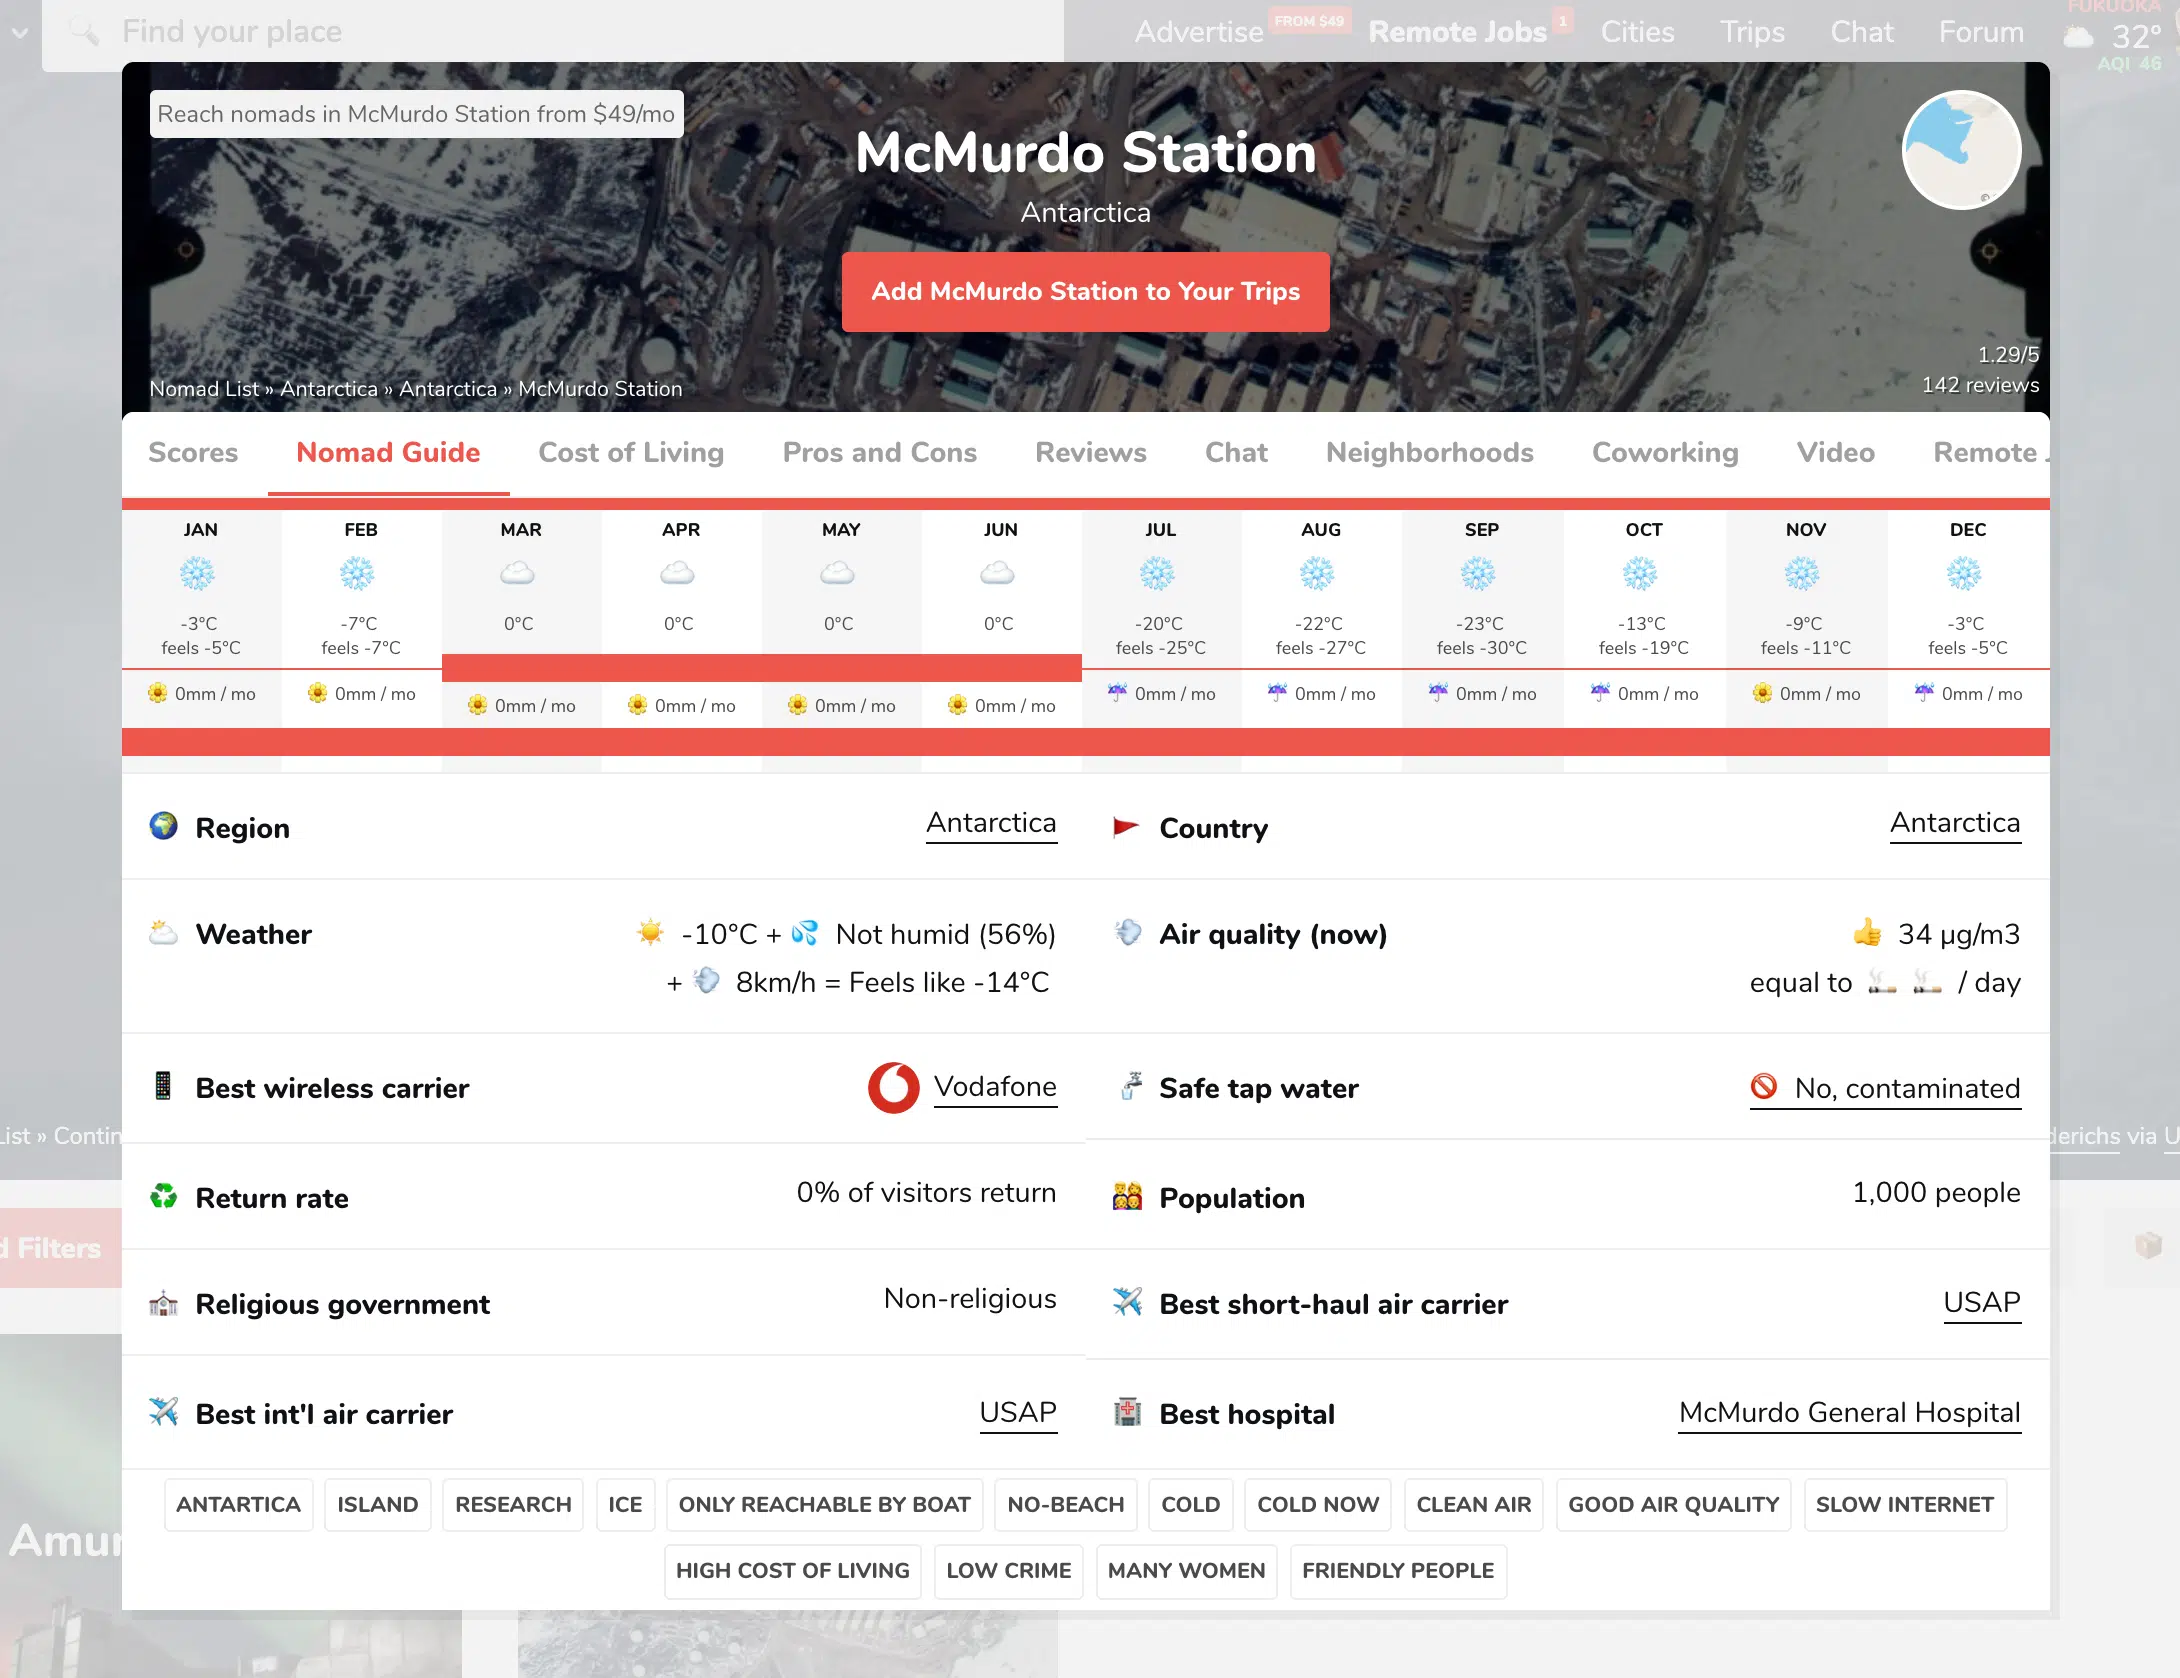 Find your place
Advertise FROM $49 Remote Jobs 1 Cities Trips Chat Forum
FUKUOKA
32°
AQI 46
Reach nomads in McMurdo Station from $49/mo
McMurdo Station
Antarctica
Add McMurdo Station to Your Trips
1.29/5
142 reviews
Nomad List » Antarctica » Antarctica » McMurdo Station
Scores Nomad Guide Cost of Living Pros and Cons Reviews Chat Neighborhoods Coworking Video Remote
JAN FEB MAR APR MAY JUN JUL AUG SEP OCT NOV DEC
-3°C -7°C 0°C 0°C 0°C 0°C -20°C -22°C -23°C -13°C -9°C -3°C
feels -5°C feels -7°C feels -25°C feels -27°C feels -30°C feels -19°C feels -11°C feels -5°C
0mm / mo 0mm / mo 0mm / mo 0mm / mo 0mm / mo 0mm / mo 0mm / mo 0mm / mo 0mm / mo 0mm / mo 0mm / mo 0mm / mo
Region Antarctica Country Antarctica
Weather -10°C + Not humid (56%)
+ 8km/h = Feels like -14°C
Air quality (now) 34 µg/m3
equal to / day
Best wireless carrier Vodafone Safe tap water No, contaminated
List » Contin
derichs via U
Return rate 0% of visitors return Population 1,000 people
d Filters
Religious government Non-religious Best short-haul air carrier USAP
Best int'l air carrier USAP Best hospital McMurdo General Hospital
ANTARTICA ISLAND RESEARCH ICE ONLY REACHABLE BY BOAT NO-BEACH COLD COLD NOW CLEAN AIR GOOD AIR QUALITY SLOW INTERNET
Amun
HIGH COST OF LIVING LOW CRIME MANY WOMEN FRIENDLY PEOPLE